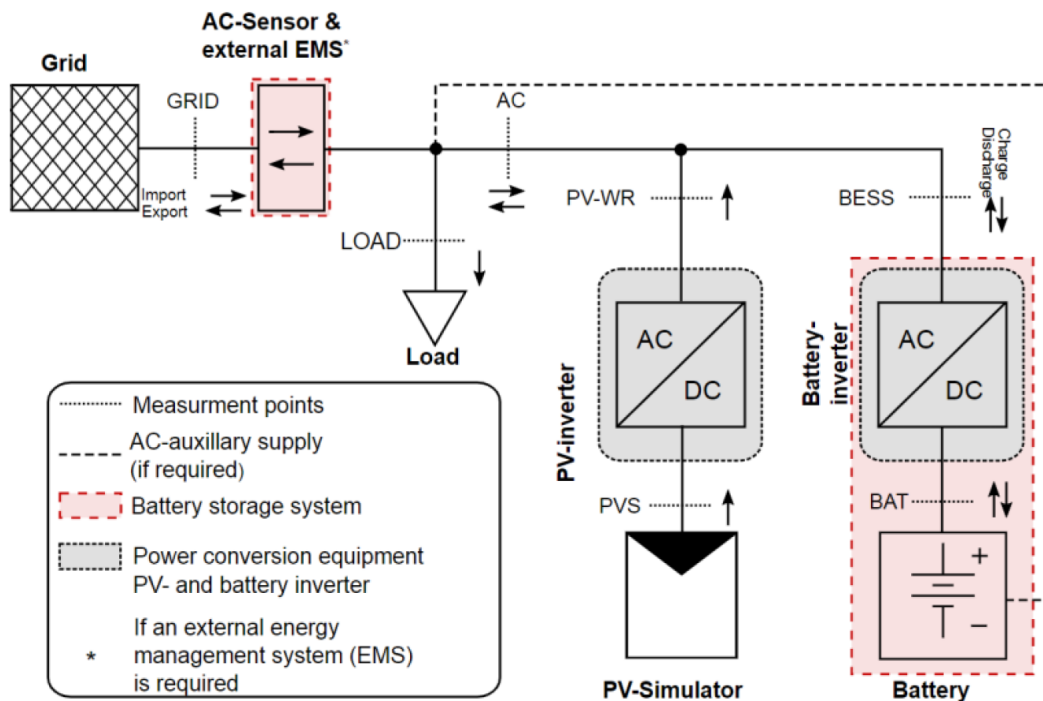 AC-Sensor &
external EMS*
Grid
GRID
AC
Import
Export
Charge
Discharge
PV-WR
BESS
LOAD
Load
AC
DC
PV-inverter
AC
DC
Battery-
inverter
PVS
BAT
+
−
PV-Simulator
Battery
Measurment points
AC-auxillary supply
(if required)
Battery storage system
Power conversion equipment
PV- and battery inverter
If an external energy
* management system (EMS)
is required